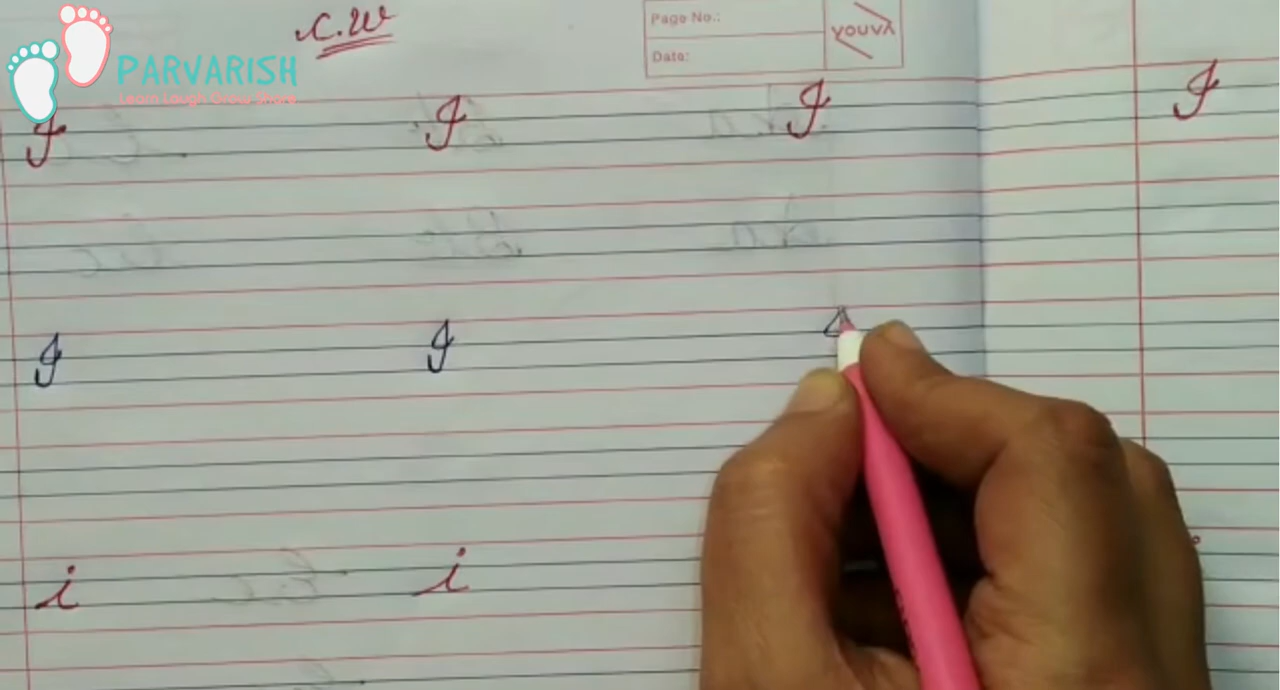 C.W
PARVARISH
Learn Laugh Grow Share
Page No.:
Date:
YOUVA
I I I I
I I
i i